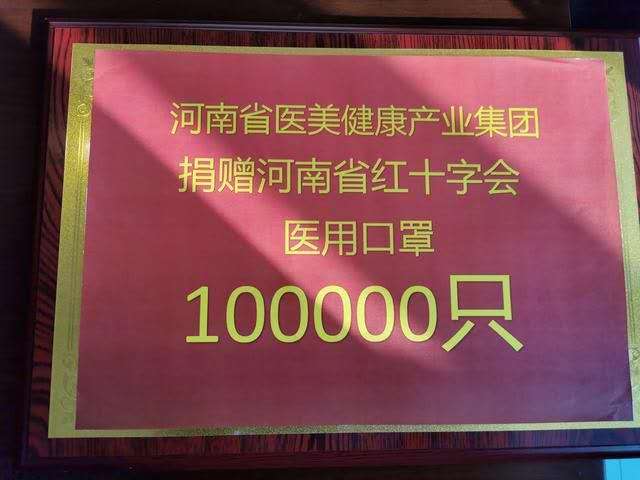 河南省医美健康产业集团
捐赠河南省红十字会
医用口罩
100000只